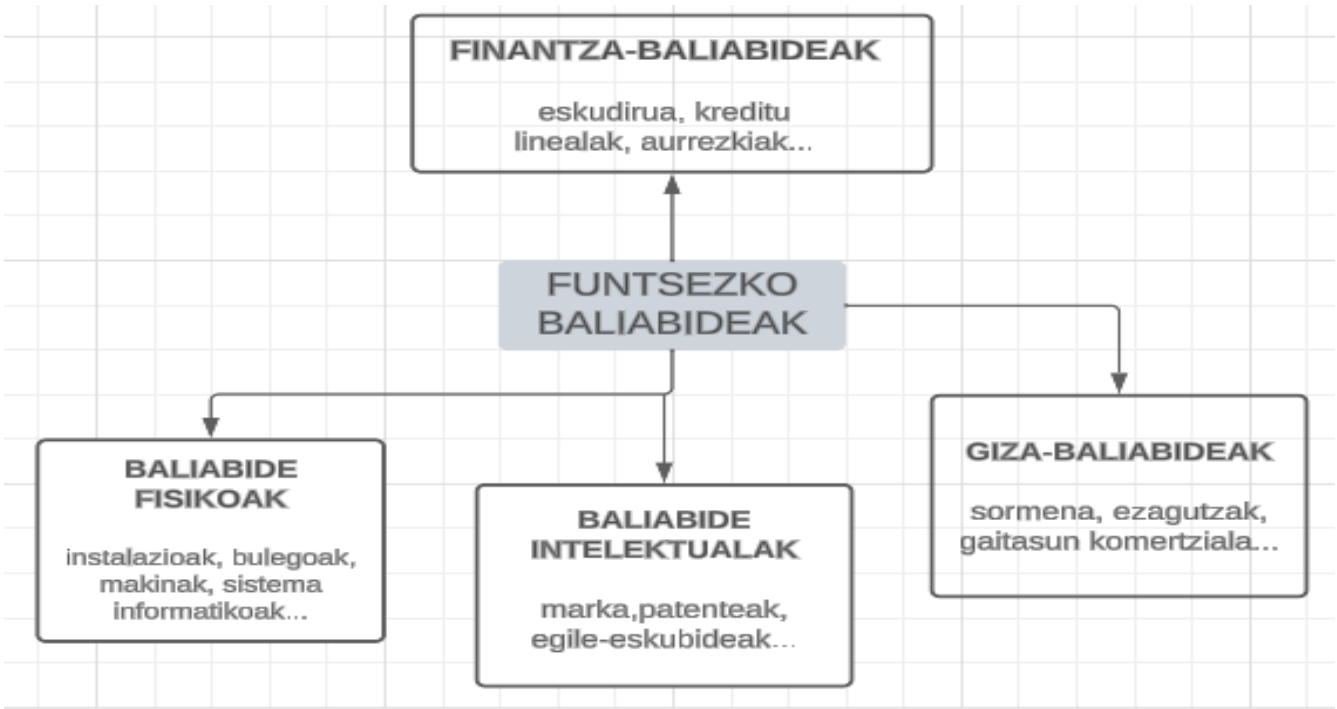 FINANTZA-BALIABIDEAK
eskudirua, kreditu
linealak, aurrezkiak...
FUNTSEZKO
BALIABIDEAK
BALIABIDE
FISIKOAK
instalazioak, bulegoak,
makinak, sistema
informatikoak...
BALIABIDE
INTELEKTUALAK
marka,patenteak,
egile-eskubideak...
GIZA-BALIABIDEAK
sormena, ezagutzak,
gaitasun komertziala...